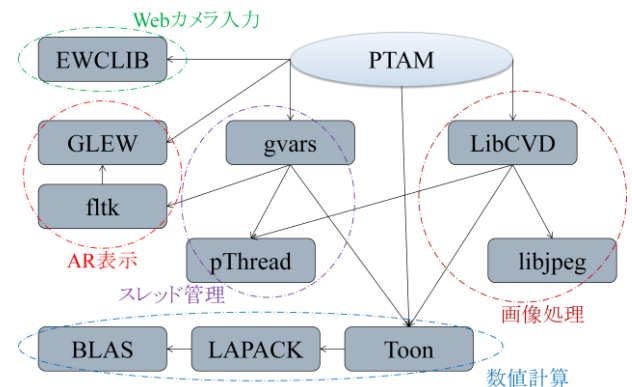 Webカメラ入力
EWCLIB
PTAM
GLEW
gvars
LibCVD
fltk
AR表示
pThread
libjpeg
スレッド管理
画像処理
BLAS
LAPACK
Toon
数値計算